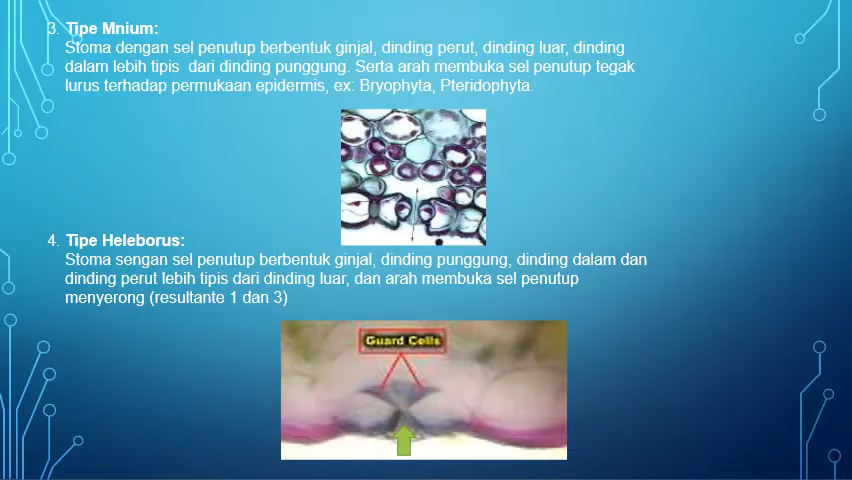 3. Tipe Mnium:
Stoma dengan sel penutup berbentuk ginjal, dinding perut, dinding luar, dinding
dalam lebih tipis dari dinding punggung. Serta arah membuka sel penutup tegak
lurus terhadap permukaan epidermis, ex: Bryophyta, Pteridophyta.
4. Tipe Heleborus:
Stoma sengan sel penutup berbentuk ginjal, dinding punggung, dinding dalam dan
dinding perut lebih tipis dari dinding luar, dan arah membuka sel penutup
menyerong (resultante 1 dan 3)
Guard Cells